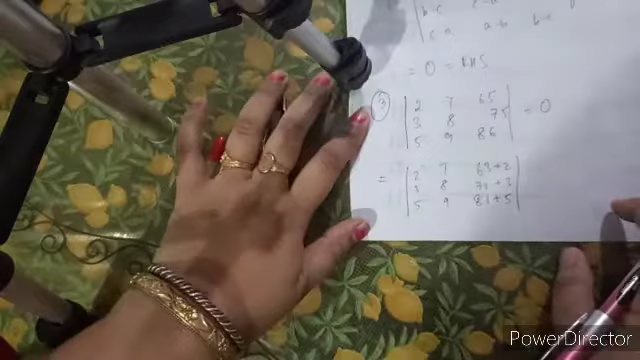 = 0 = RHS
③ | 2 7 65 |
| 3 8 75 | = 0
| 5 9 86 |
= | 2 7 63+2 |
| 3 8 72+3 |
| 5 9 81+5 |
PowerDirector